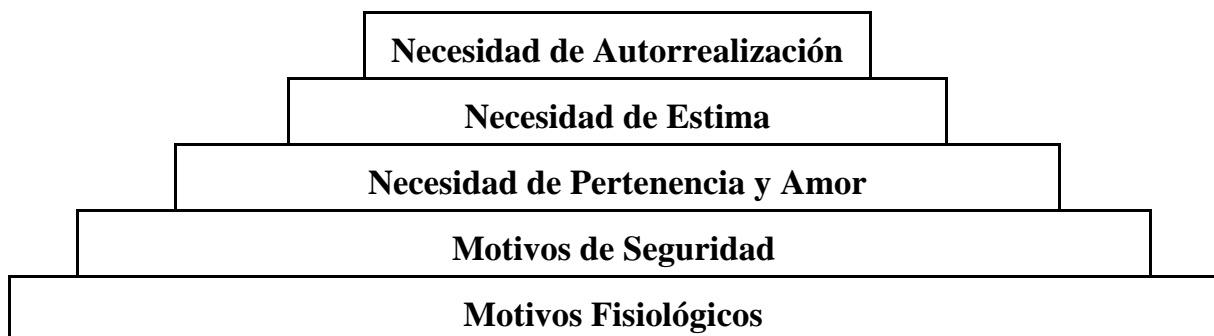 Necesidad de Autorrealización
Necesidad de Estima
Necesidad de Pertenencia y Amor
Motivos de Seguridad
Motivos Fisiológicos